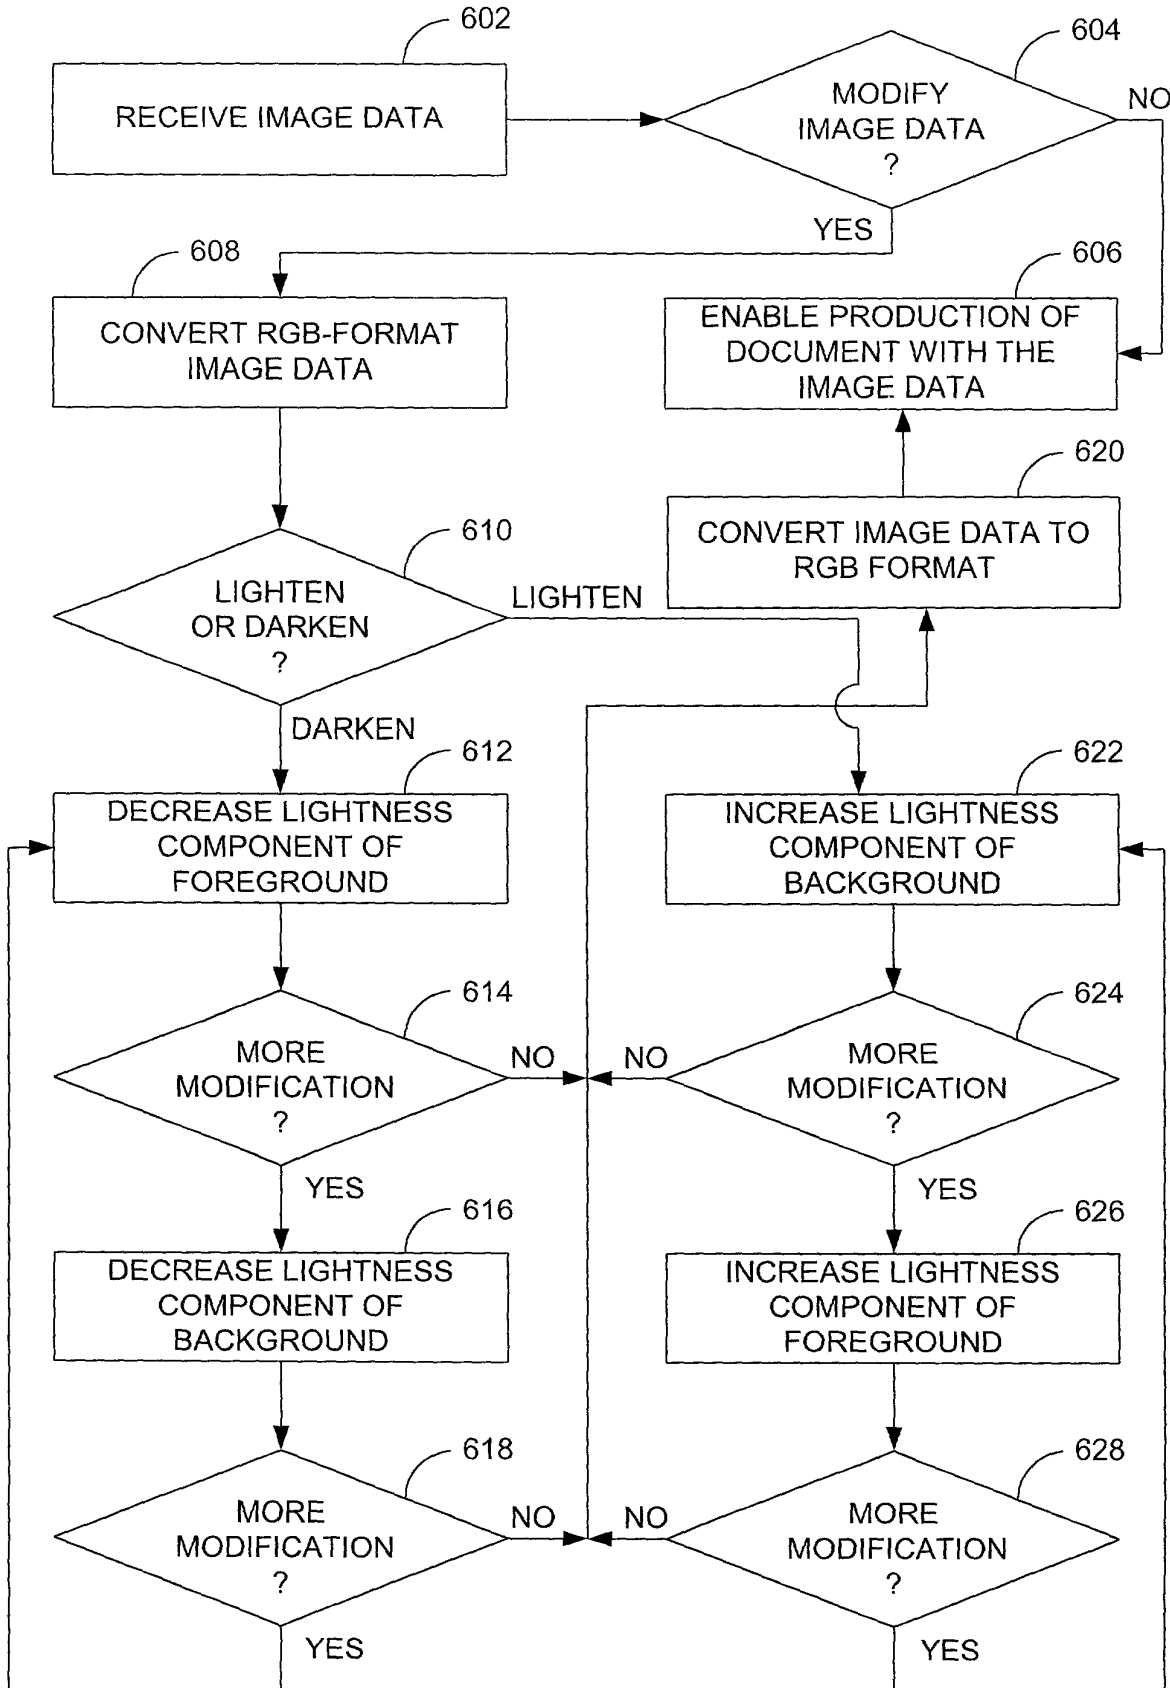 602
RECEIVE IMAGE DATA
604
MODIFY
IMAGE DATA
?
NO
YES
608
CONVERT RGB-FORMAT
IMAGE DATA
606
ENABLE PRODUCTION OF
DOCUMENT WITH THE
IMAGE DATA
620
CONVERT IMAGE DATA TO
RGB FORMAT
610
LIGHTEN
OR DARKEN
?
LIGHTEN
DARKEN
612
DECREASE LIGHTNESS
COMPONENT OF
FOREGROUND
622
INCREASE LIGHTNESS
COMPONENT OF
BACKGROUND
614
MORE
MODIFICATION
?
NO
YES
624
MORE
MODIFICATION
?
NO
YES
616
DECREASE LIGHTNESS
COMPONENT OF
BACKGROUND
626
INCREASE LIGHTNESS
COMPONENT OF
FOREGROUND
618
MORE
MODIFICATION
?
NO
YES
628
MORE
MODIFICATION
?
NO
YES